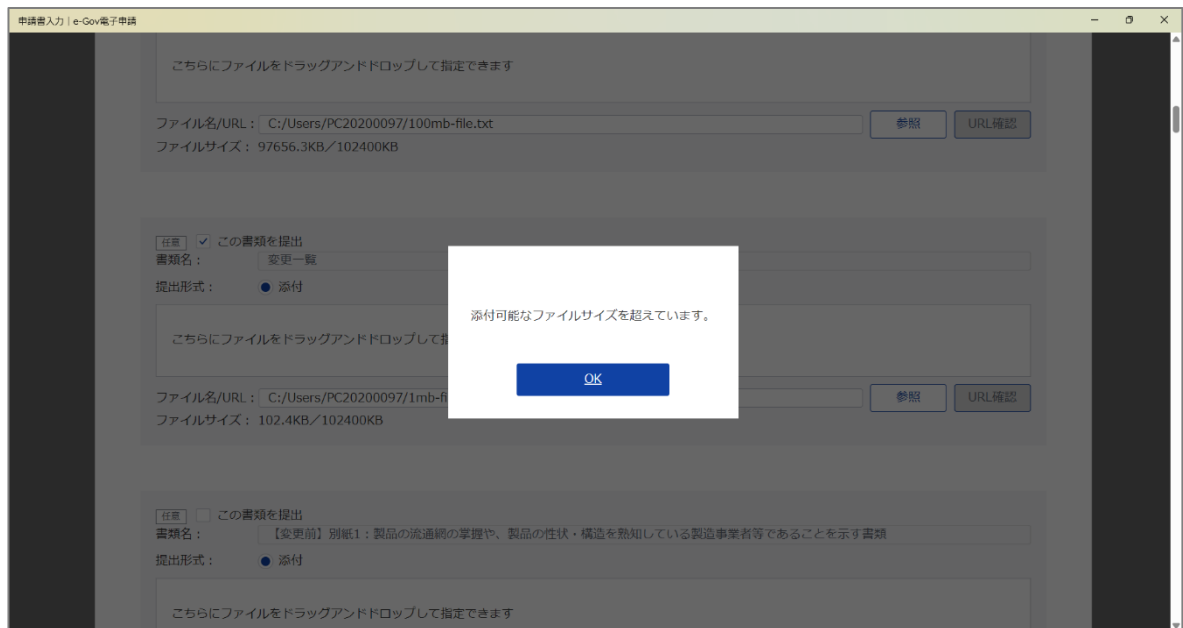 申請書入力｜e-Gov電子申請
こちらにファイルをドラッグアンドドロップして指定できます
ファイル名/URL： C:/Users/PC20200097/100mb-file.txt 参照 URL確認
ファイルサイズ： 97656.3KB／102400KB
任意 この書類を提出
書類名： 変更一覧
提出形式： 添付
添付可能なファイルサイズを超えています。
こちらにファイルをドラッグアンドドロップして
OK
ファイル名/URL： C:/Users/PC20200097/1mb-fi 参照 URL確認
ファイルサイズ： 102.4KB／102400KB
任意 この書類を提出
書類名： 【変更前】別紙1：製品の流通網の掌握や、製品の性状・構造を熟知している製造事業者等であることを示す書類
提出形式： 添付
こちらにファイルをドラッグアンドドロップして指定できます